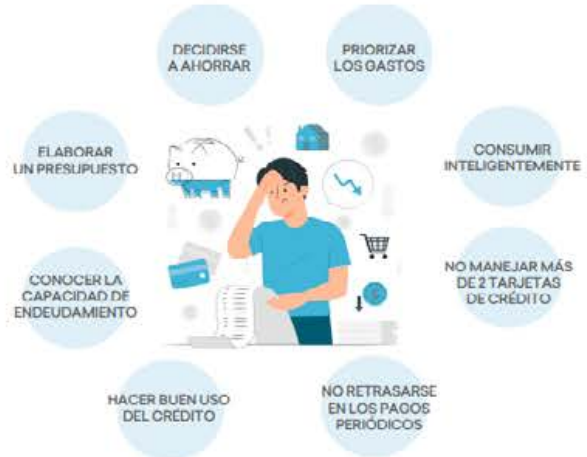 DECIDIRSE
A AHORRAR
PRIORIZAR
LOS GASTOS
ELABORAR
UN PRESUPUESTO
CONSUMIR
INTELIGENTEMENTE
CONOCER LA
CAPACIDAD DE
ENDEUDAMIENTO
NO MANEJAR MÁS
DE 2 TARJETAS
DE CRÉDITO
HACER BUEN USO
DEL CRÉDITO
NO RETRASARSE
EN LOS PAGOS
PERIÓDICOS